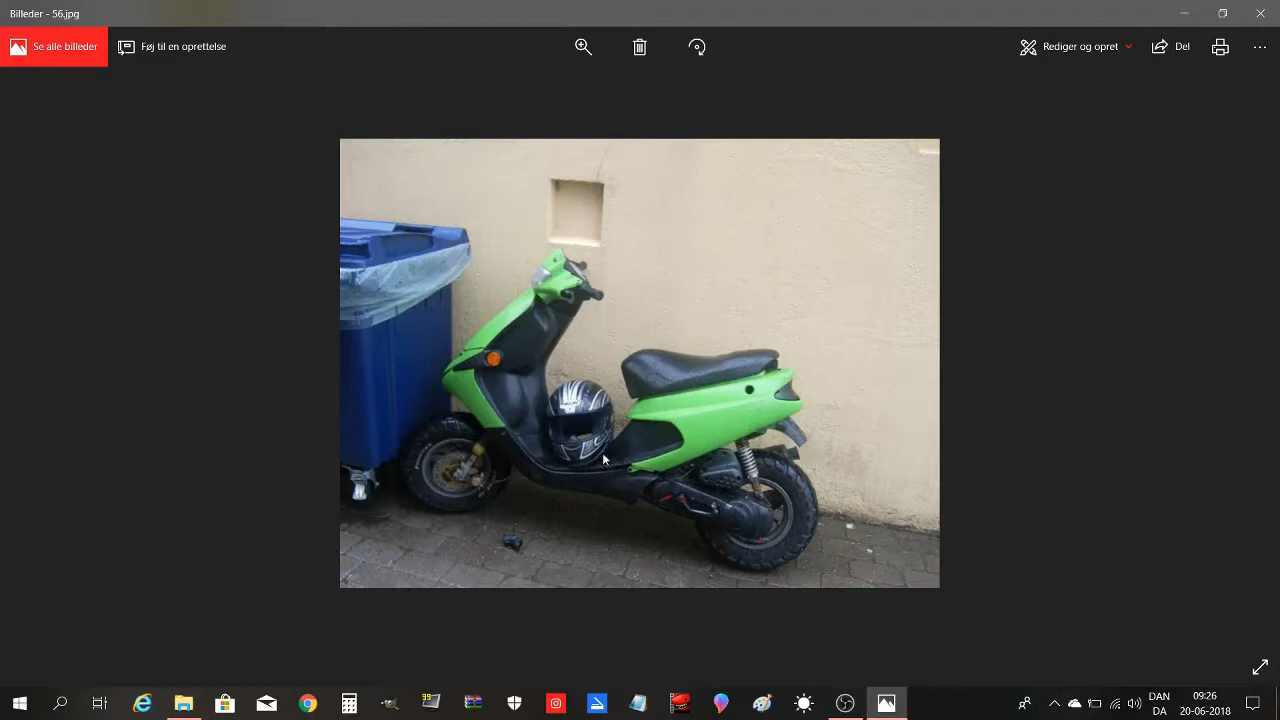 Billeder - 56.jpg
Se alle billeder
Føj til en oprettelse
Rediger og opret
Del
99
DAN
DA
09:26
20-06-2018